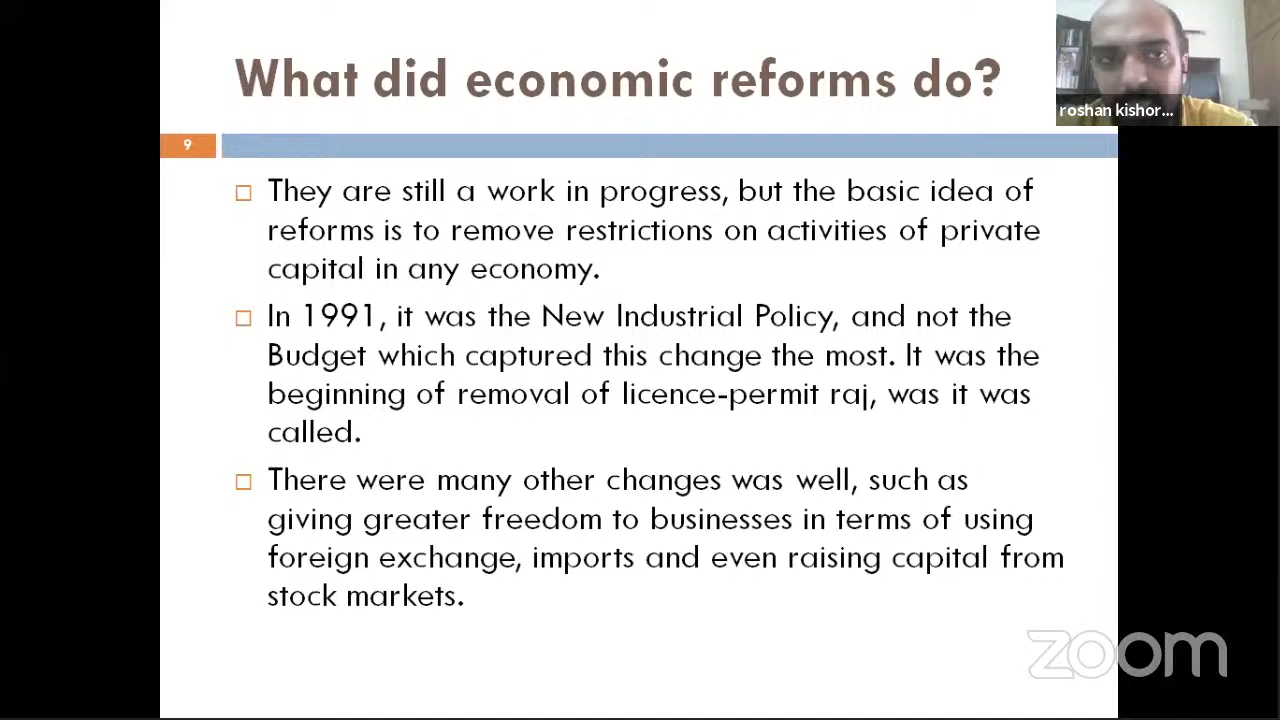 What did economic reforms do?
roshan kishor...
9
They are still a work in progress, but the basic idea of
reforms is to remove restrictions on activities of private
capital in any economy.
In 1991, it was the New Industrial Policy, and not the
Budget which captured this change the most. It was the
beginning of removal of licence-permit raj, was it was
called.
There were many other changes was well, such as
giving greater freedom to businesses in terms of using
foreign exchange, imports and even raising capital from
stock markets.
zoom